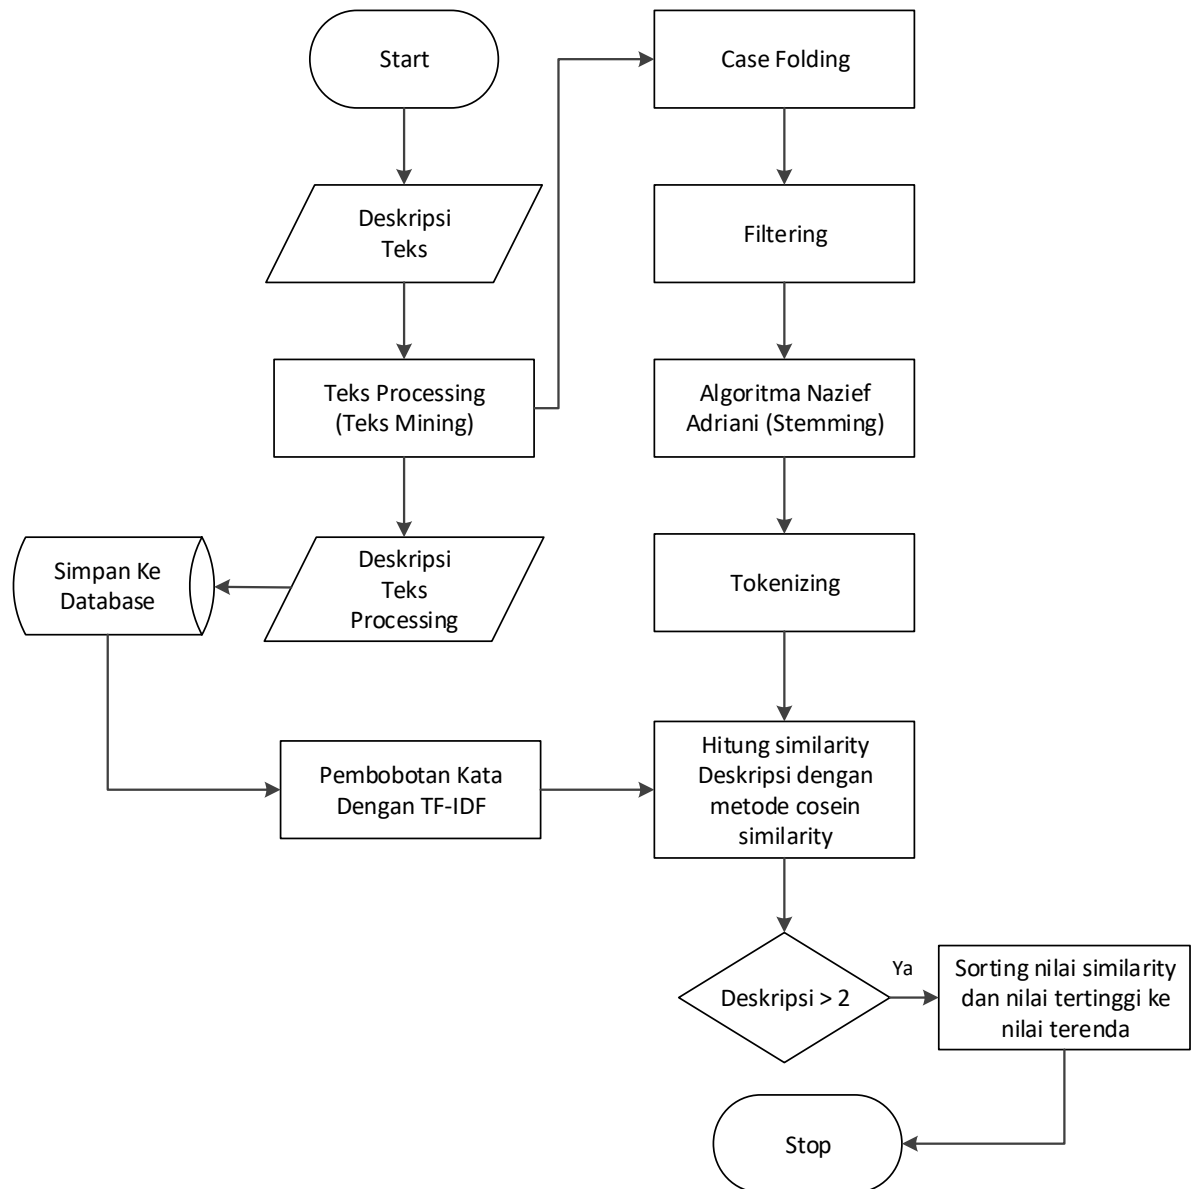 Start
Deskripsi
Teks
Teks Processing
(Teks Mining)
Deskripsi
Teks
Processing
Simpan Ke
Database
Pembobotan Kata
Dengan TF-IDF
Case Folding
Filtering
Algoritma Nazief
Adriani (Stemming)
Tokenizing
Hitung similarity
Deskripsi dengan
metode cosein
similarity
Deskripsi > 2
Ya
Sorting nilai similarity
dan nilai tertinggi ke
nilai terenda
Stop